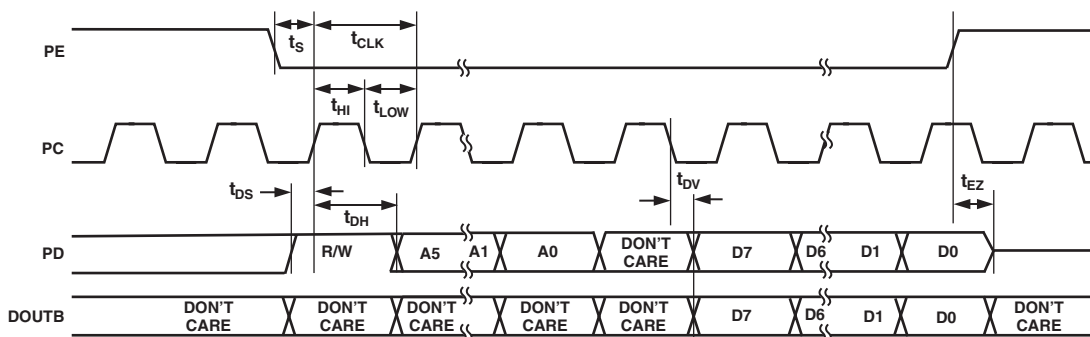 PE
tS
tCLK
tHI
tLOW
PC
tDS
tDH
tDV
tEZ
PD
R/W
A5
A1
A0
DON'T
CARE
D7
D6
D1
D0
DOUTB
DON'T
CARE
DON'T
CARE
DON'T
CARE
DON'T
CARE
DON'T
CARE
D7
D6
D1
D0
DON'T
CARE